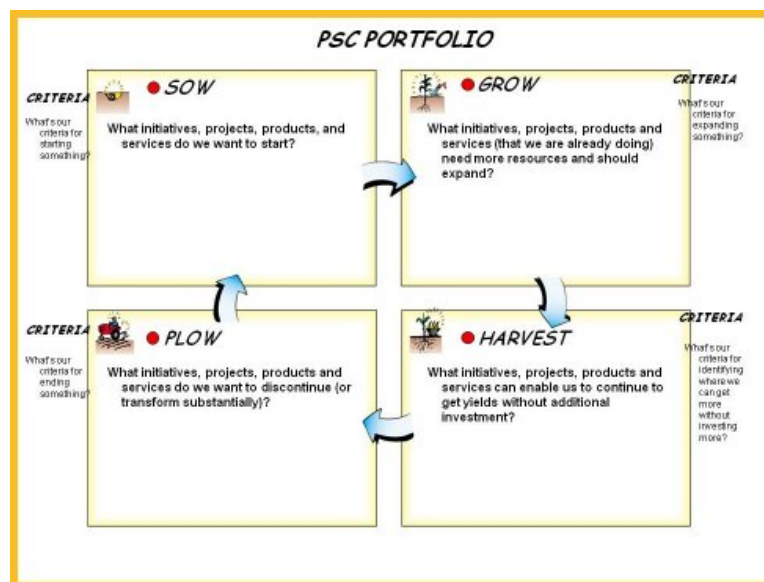 PSC PORTFOLIO
CRITERIA
What's our
criteria for
starting
something?
SOW
What initiatives, projects, products, and
services do we want to start?
GROW
What initiatives, projects, products and
services (that we are already doing)
need more resources and should
expand?
CRITERIA
What's our
criteria for
expanding
something?
CRITERIA
What's our
criteria for
ending
something?
PLOW
What initiatives, projects, products and
services do we want to discontinue (or
transform substantially)?
HARVEST
What initiatives, projects, products and
services can enable us to continue to
get yields without additional
investment?
CRITERIA
What's our
criteria for
identifying
where we
can get
more
without
investing
more?